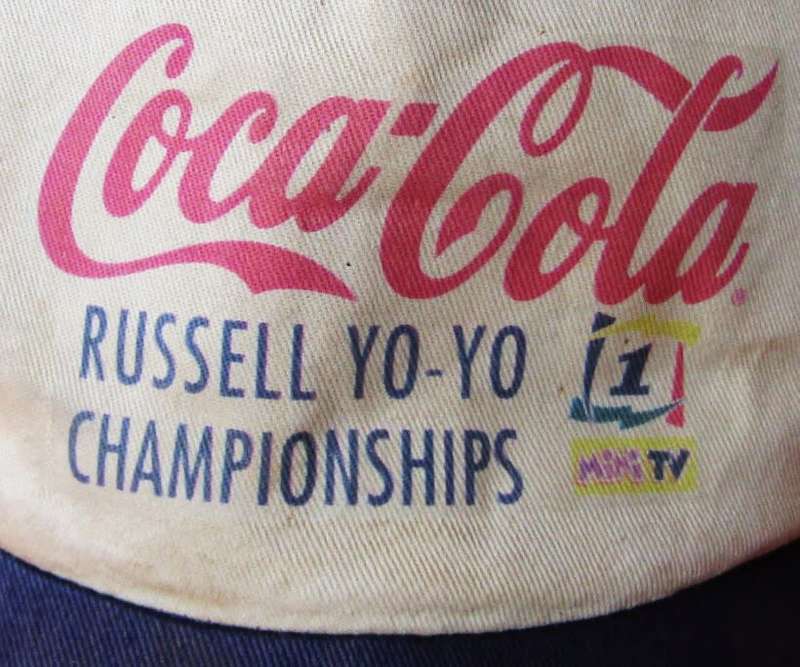 Coca-Cola
RUSSELL YO-YO
CHAMPIONSHIPS
1
MiNi TV